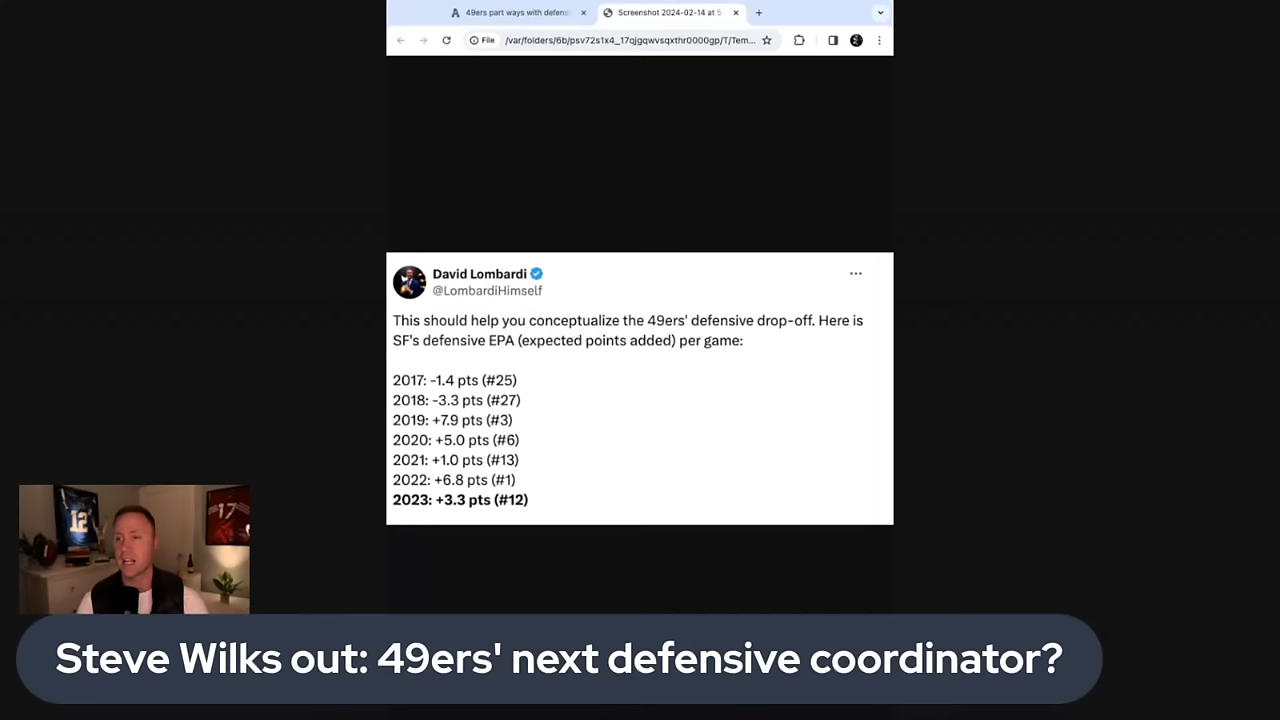 49ers part ways with defens
Screenshot 2024-02-14 at 5
File
/var/folders/6b/psv72s1x4_17qjgqwvsqxthr0000gp/T/Tem...
David Lombardi
@LombardiHimself
This should help you conceptualize the 49ers' defensive drop-off. Here is
SF's defensive EPA (expected points added) per game:
2017: -1.4 pts (#25)
2018: -3.3 pts (#27)
2019: +7.9 pts (#3)
2020: +5.0 pts (#6)
2021: +1.0 pts (#13)
2022: +6.8 pts (#1)
2023: +3.3 pts (#12)
12
17
Steve Wilks out: 49ers' next defensive coordinator?